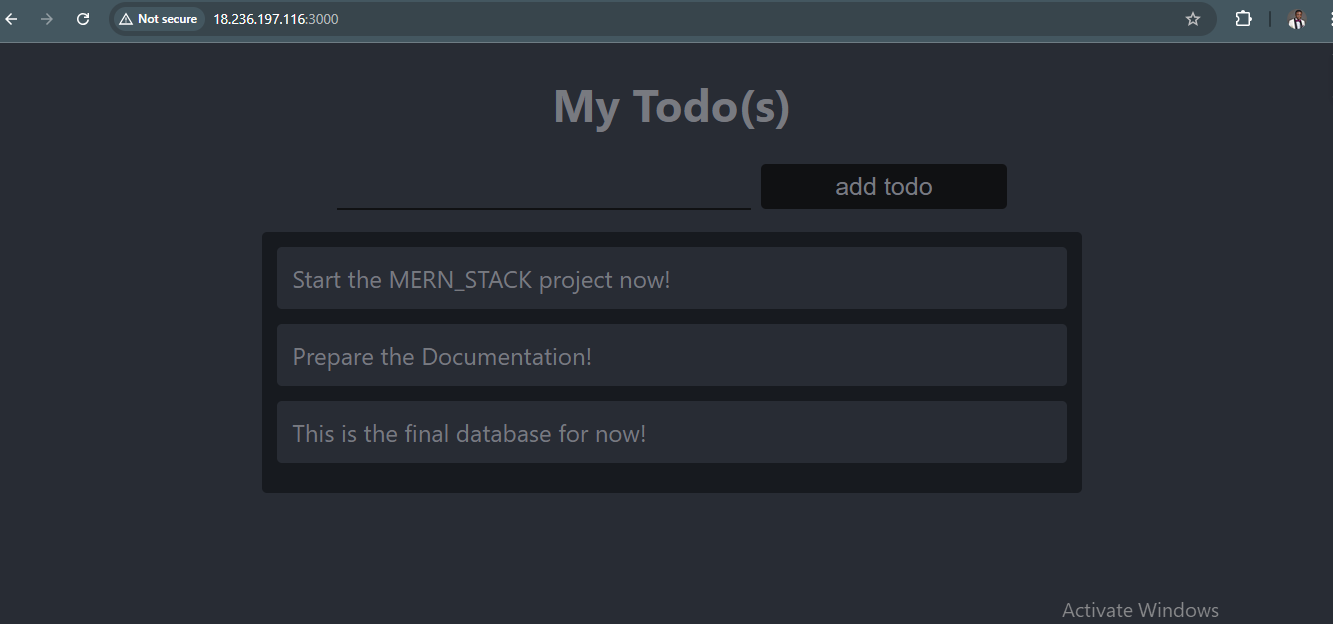 Not secure 18.236.197.116:3000
My Todo(s)
add todo
Start the MERN_STACK project now!
Prepare the Documentation!
This is the final database for now!
Activate Windows